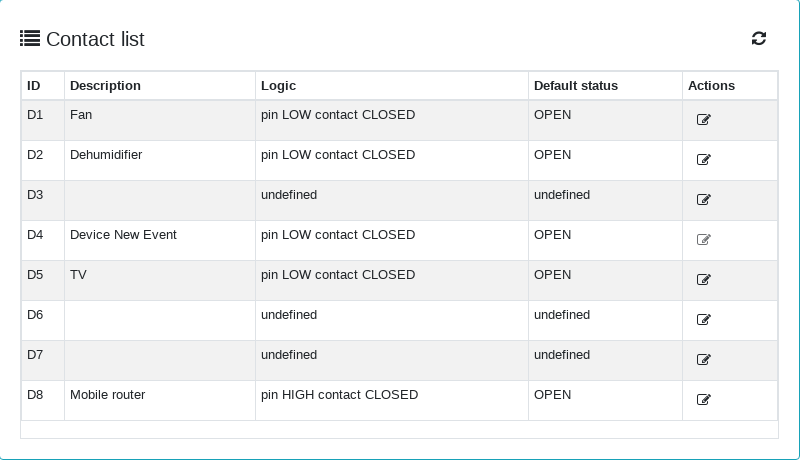 Contact list
ID Description Logic Default status Actions
D1 Fan pin LOW contact CLOSED OPEN
D2 Dehumidifier pin LOW contact CLOSED OPEN
D3 undefined undefined
D4 Device New Event pin LOW contact CLOSED OPEN
D5 TV pin LOW contact CLOSED OPEN
D6 undefined undefined
D7 undefined undefined
D8 Mobile router pin HIGH contact CLOSED OPEN